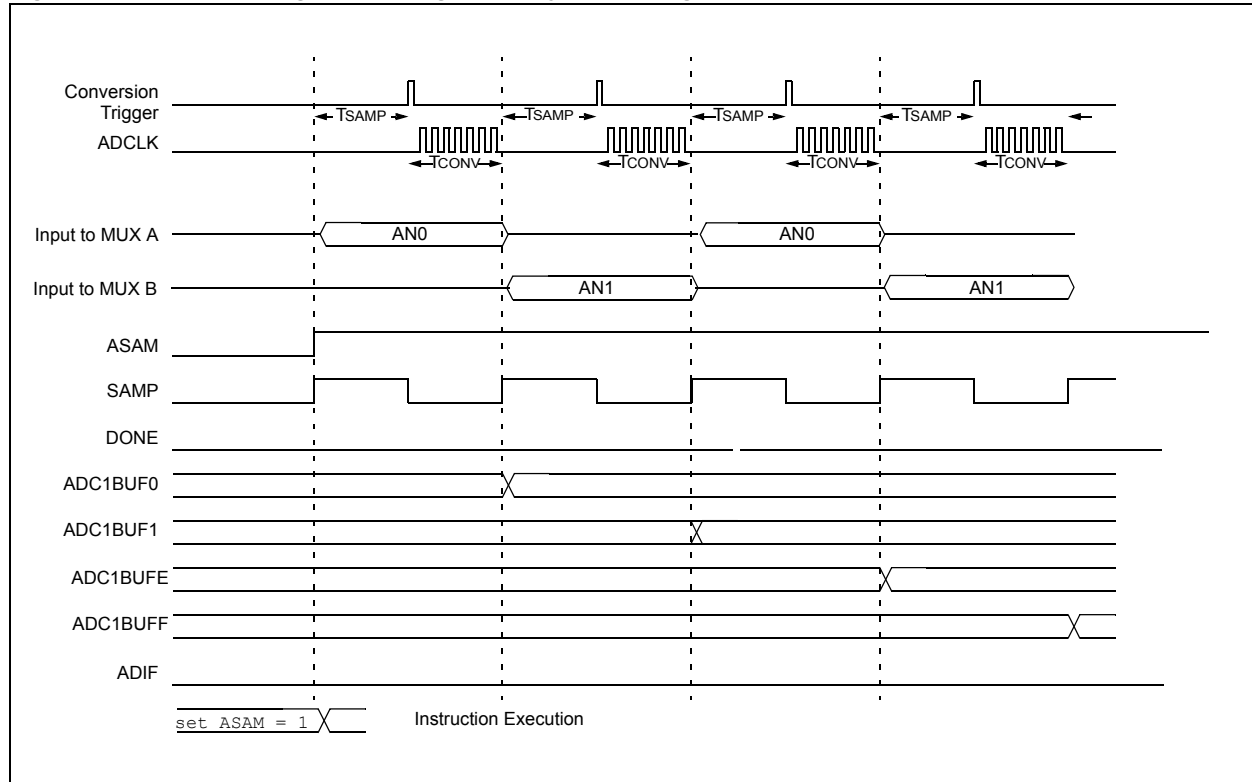 Conversion
Trigger
TSAMP TSAMP TSAMP TSAMP
ADCLK
TCONV TCONV TCONV TCONV
Input to MUX A
AN0 AN0
Input to MUX B
AN1 AN1
ASAM
SAMP
DONE
ADC1BUF0
ADC1BUF1
ADC1BUFE
ADC1BUFF
ADIF
set ASAM = 1 Instruction Execution